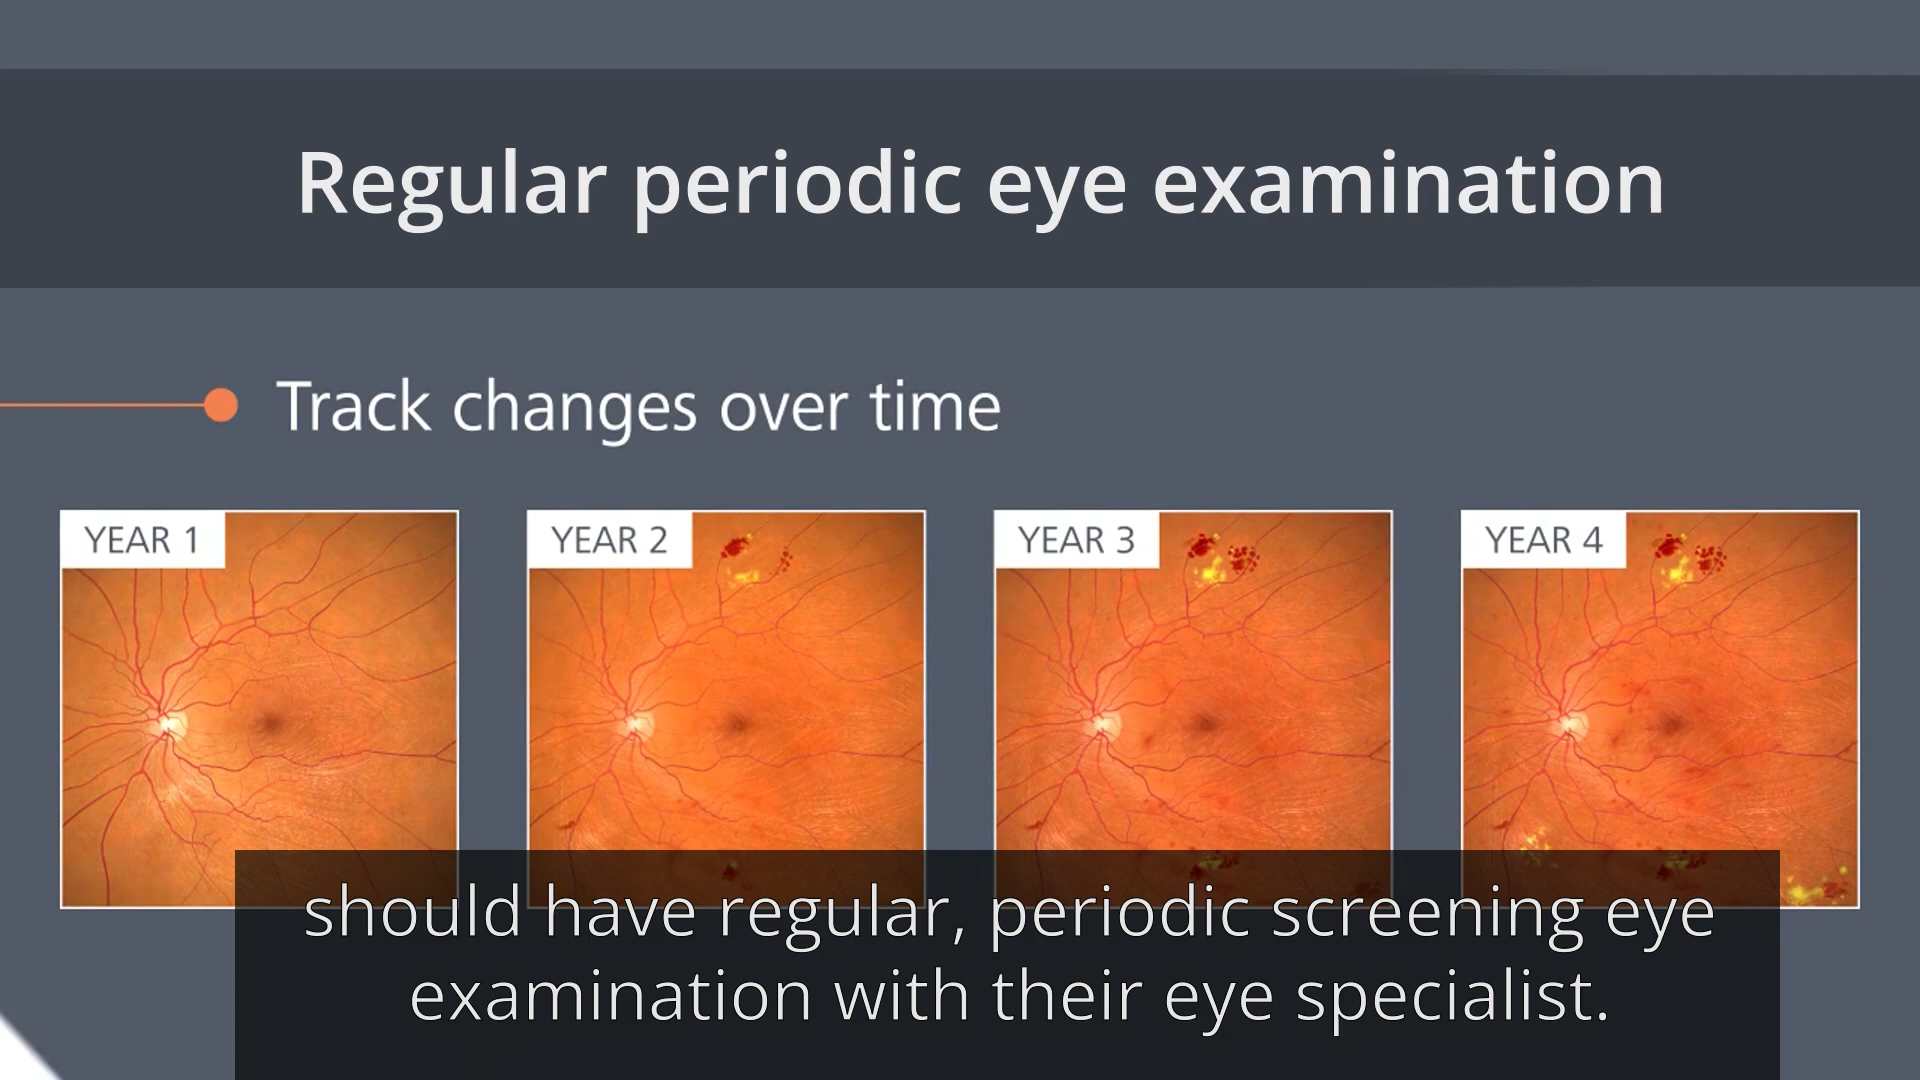 Regular periodic eye examination
Track changes over time
YEAR 1
YEAR 2
YEAR 3
YEAR 4
should have regular, periodic screening eye
examination with their eye specialist.